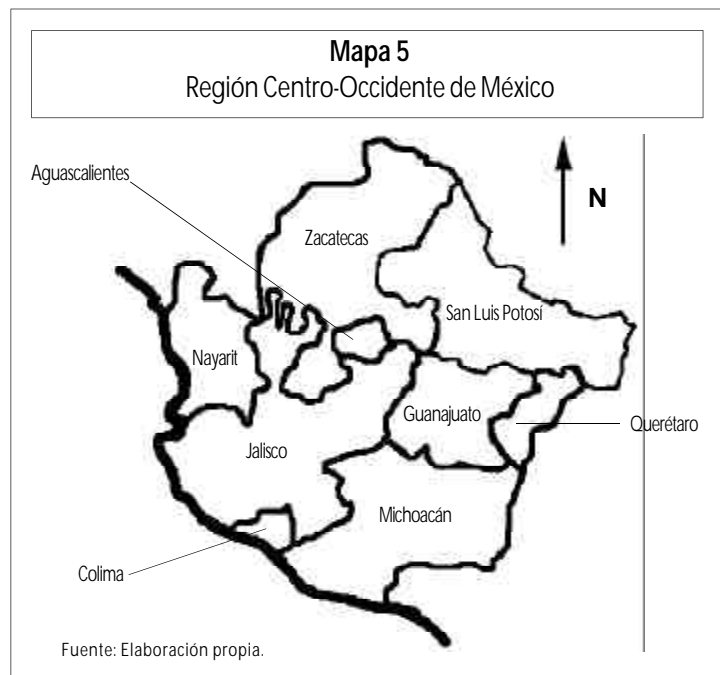 Mapa 5
Región Centro-Occidente de México
Aguascalientes
N
Zacatecas
San Luis Potosí
Nayarit
Guanajuato
Querétaro
Jalisco
Michoacán
Colima
Fuente: Elaboración propia.